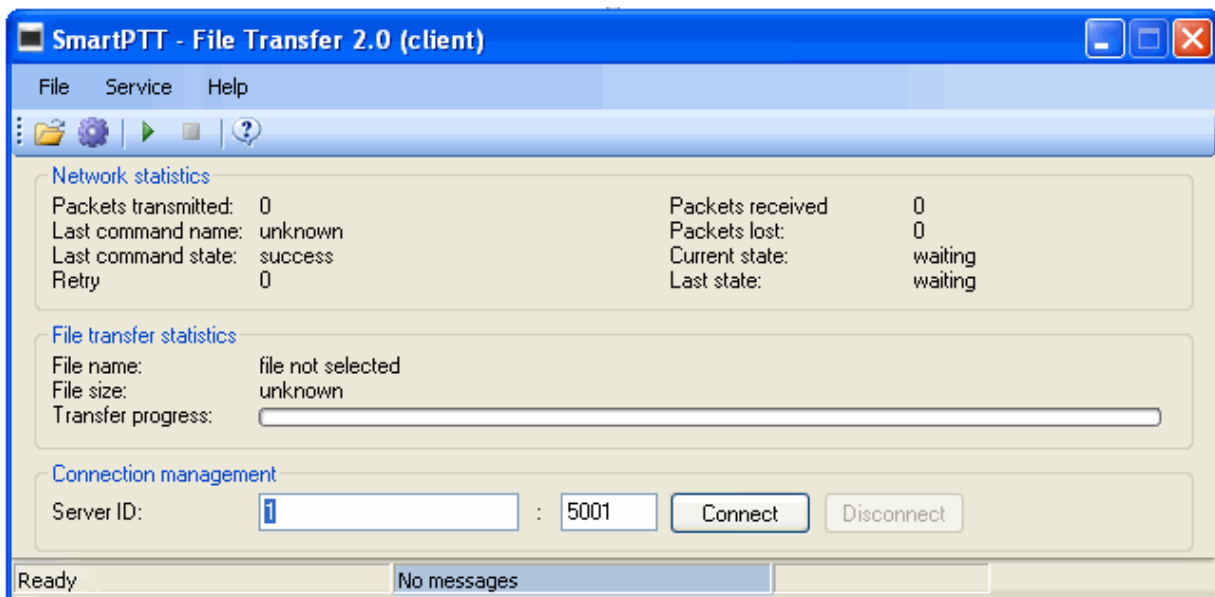 SmartPTT - File Transfer 2.0 (client)
File Service Help
Network statistics
Packets transmitted: 0 Packets received 0
Last command name: unknown Packets lost: 0
Last command state: success Current state: waiting
Retry 0 Last state: waiting
File transfer statistics
File name: file not selected
File size: unknown
Transfer progress:
Connection management
Server ID: 1 : 5001 Connect Disconnect
Ready No messages